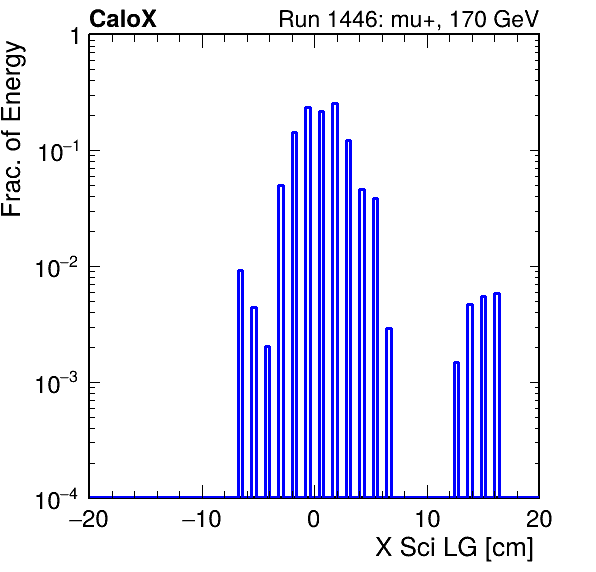 CaloX Run 1446: mu+, 170 GeV
Frac. of Energy
1
10⁻¹
10⁻²
10⁻³
10⁻⁴
−20 −10 0 10 20
X Sci LG [cm]